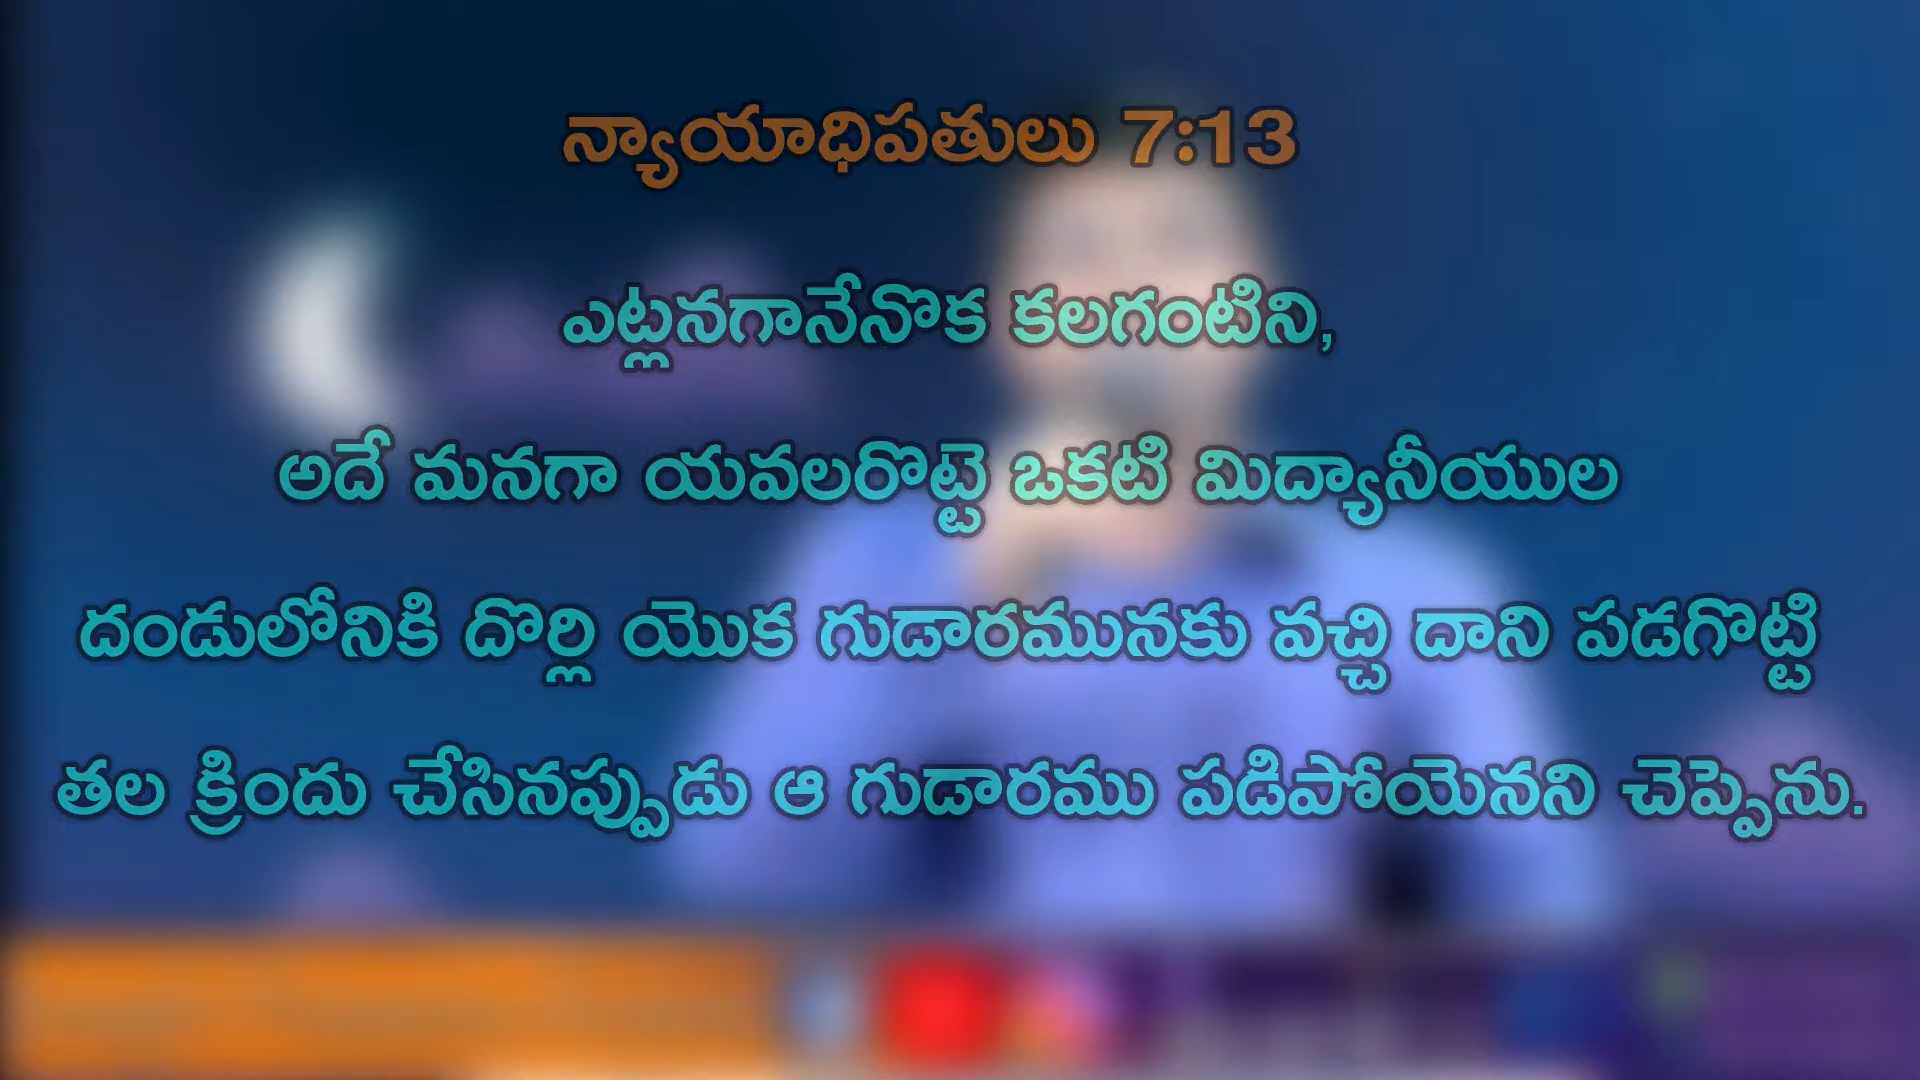 న్యాయాధిపతులు 7:13
ఎట్లనగానేనొక కలగంటిని,
అదే మనగా యవలరొట్టె ఒకటి మిద్యానీయుల
దండులోనికి దొర్లి యొక గుడారమునకు వచ్చి దాని పడగొట్టి
తల క్రిందు చేసినప్పుడు ఆ గుడారము పడిపోయెనని చెప్పెను.